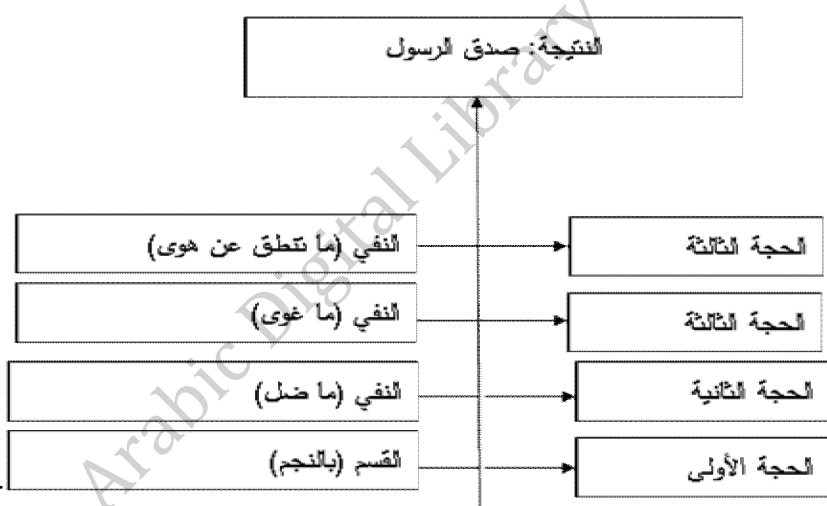 النتيجة: صدق الرسول
الحجة الثالثة
النفي (ما تنطق عن هوى)
الحجة الثالثة
النفي (ما غوى)
الحجة الثانية
النفي (ما ضل)
الحجة الأولى
القسم (بالنجم)
Arabic Digital Library